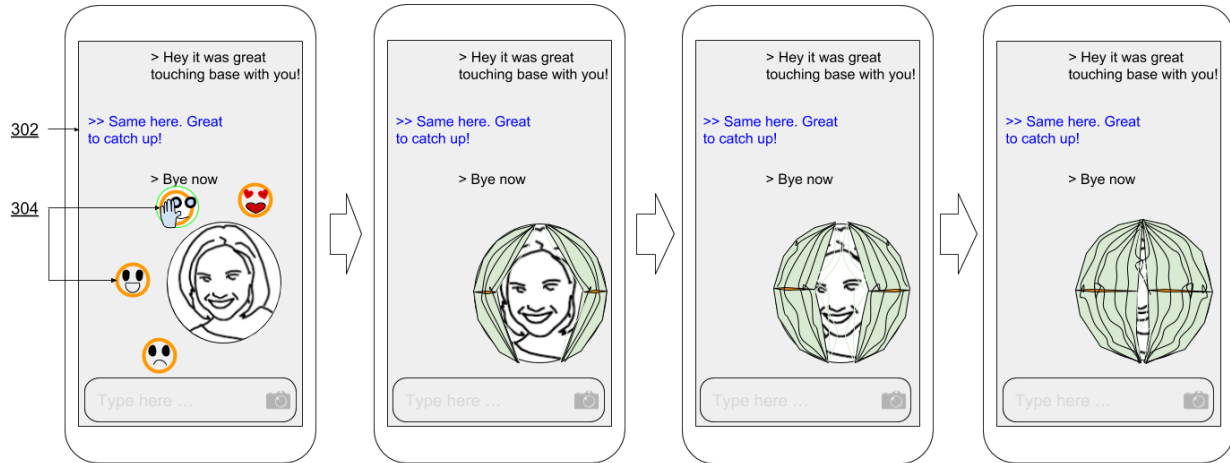 > Hey it was great
touching base with you!
302
>> Same here. Great
to catch up!
> Bye now
304
Type here ...
> Hey it was great
touching base with you!
>> Same here. Great
to catch up!
> Bye now
Type here ...
> Hey it was great
touching base with you!
>> Same here. Great
to catch up!
> Bye now
Type here ...
> Hey it was great
touching base with you!
>> Same here. Great
to catch up!
> Bye now
Type here ...